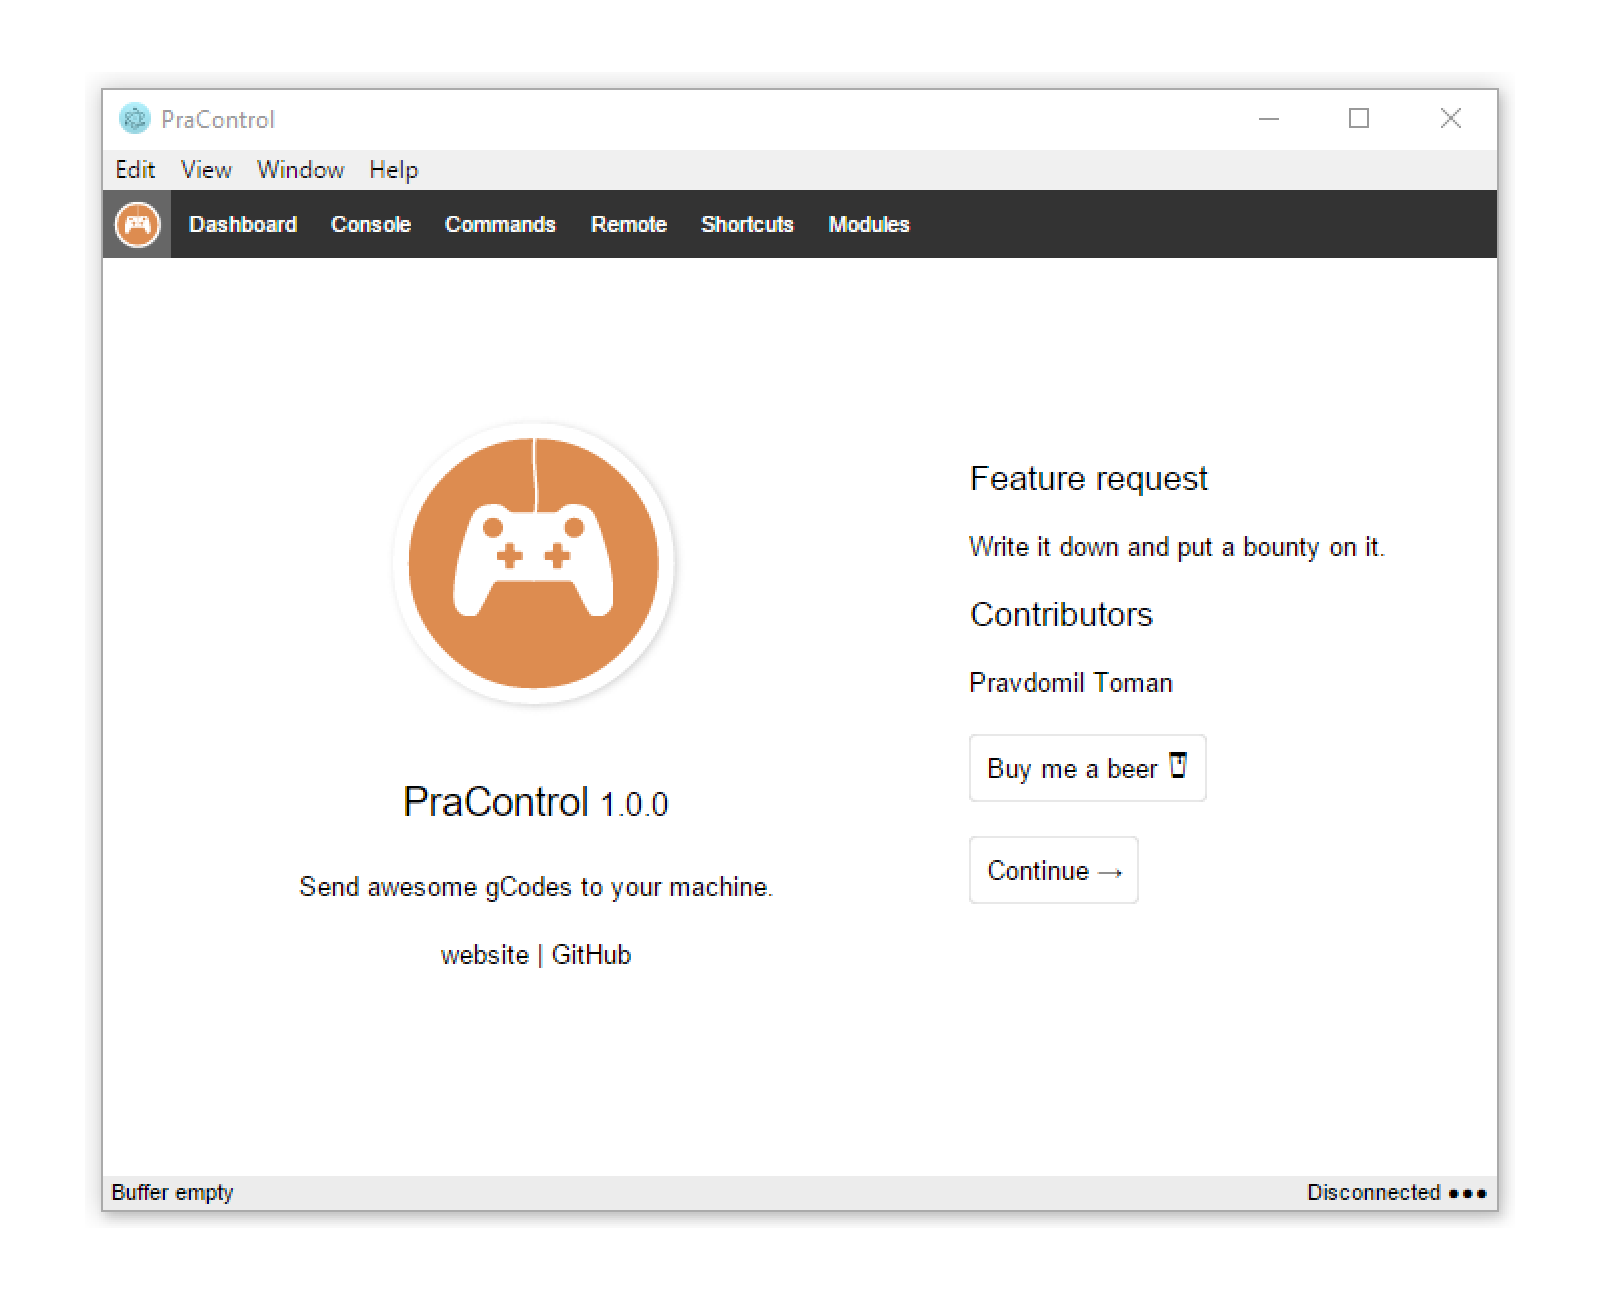 PraControl
Edit View Window Help
Dashboard Console Commands Remote Shortcuts Modules
PraControl 1.0.0
Send awesome gCodes to your machine.
website | GitHub
Feature request
Write it down and put a bounty on it.
Contributors
Pravdomil Toman
Buy me a beer
Continue →
Buffer empty
Disconnected •••